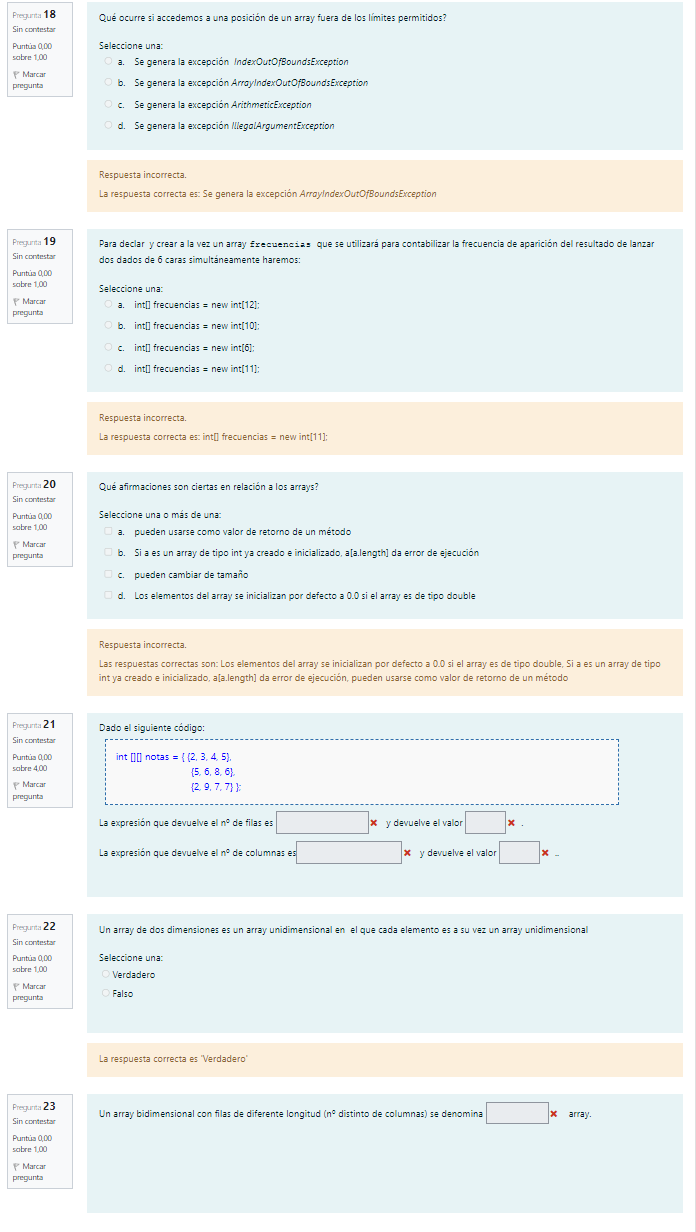 Pregunta 18
Sin contestar
Puntúa 0,00
sobre 1,00
Marcar
pregunta
Qué ocurre si accedemos a una posición de un array fuera de los límites permitidos?
Seleccione una:
a. Se genera la excepción IndexOutOfBoundsException
b. Se genera la excepción ArrayIndexOutOfBoundsException
c. Se genera la excepción ArithmeticException
d. Se genera la excepción IllegalArgumentException
Respuesta incorrecta.
La respuesta correcta es: Se genera la excepción ArrayIndexOutOfBoundsException
Pregunta 19
Sin contestar
Puntúa 0,00
sobre 1,00
Marcar
pregunta
Para declar y crear a la vez un array frecuencias que se utilizará para contabilizar la frecuencia de aparición del resultado de lanzar
dos dados de 6 caras simultáneamente haremos:
Seleccione una:
a. int[] frecuencias = new int[12];
b. int[] frecuencias = new int[10];
c. int[] frecuencias = new int[6];
d. int[] frecuencias = new int[11];
Respuesta incorrecta.
La respuesta correcta es: int[] frecuencias = new int[11];
Pregunta 20
Sin contestar
Puntúa 0,00
sobre 1,00
Marcar
pregunta
Qué afirmaciones son ciertas en relación a los arrays?
Seleccione una o más de una:
a. pueden usarse como valor de retorno de un método
b. Si a es un array de tipo int ya creado e inicializado, a[a.length] da error de ejecución
c. pueden cambiar de tamaño
d. Los elementos del array se inicializan por defecto a 0.0 si el array es de tipo double
Respuesta incorrecta.
Las respuestas correctas son: Los elementos del array se inicializan por defecto a 0.0 si el array es de tipo double, Si a es un array de tipo
int ya creado e inicializado, a[a.length] da error de ejecución, pueden usarse como valor de retorno de un método
Pregunta 21
Sin contestar
Puntúa 0,00
sobre 4,00
Marcar
pregunta
Dado el siguiente código:
int [][] notas = { {2, 3, 4, 5},
{5, 6, 8, 6},
{2, 9, 7, 7} };
La expresión que devuelve el nº de filas es y devuelve el valor .
La expresión que devuelve el nº de columnas es y devuelve el valor ..
Pregunta 22
Sin contestar
Puntúa 0,00
sobre 1,00
Marcar
pregunta
Un array de dos dimensiones es un array unidimensional en el que cada elemento es a su vez un array unidimensional
Seleccione una:
Verdadero
Falso
La respuesta correcta es 'Verdadero'
Pregunta 23
Sin contestar
Puntúa 0,00
sobre 1,00
Marcar
pregunta
Un array bidimensional con filas de diferente longitud (nº distinto de columnas) se denomina array.